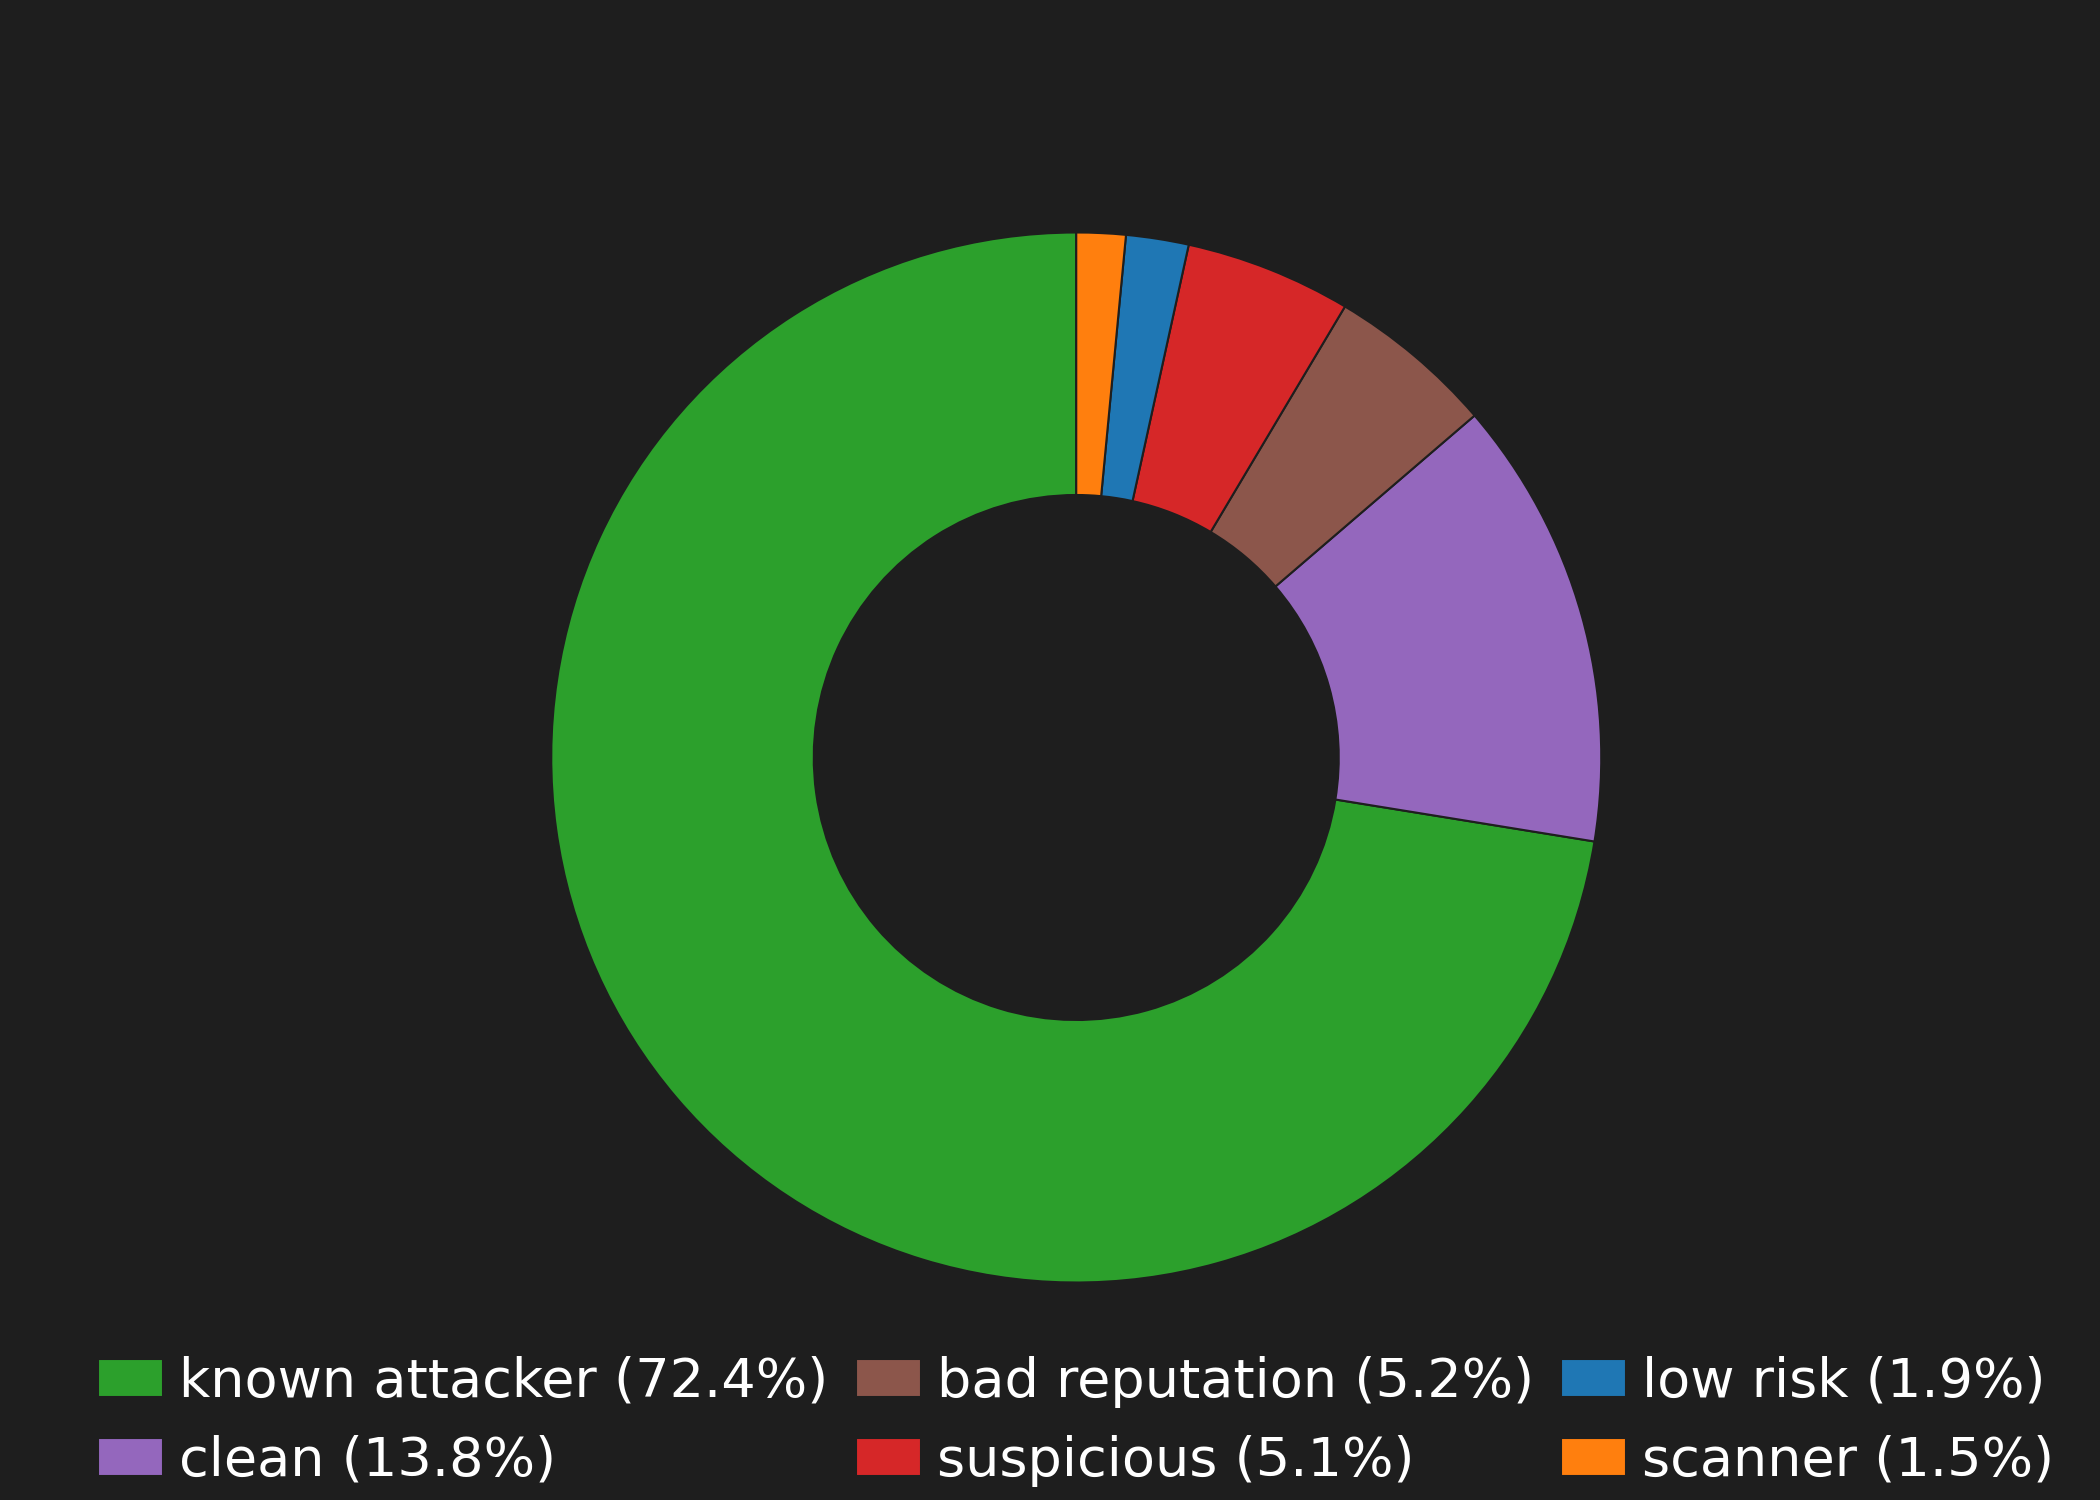 known attacker (72.4%)
clean (13.8%)
bad reputation (5.2%)
suspicious (5.1%)
low risk (1.9%)
scanner (1.5%)